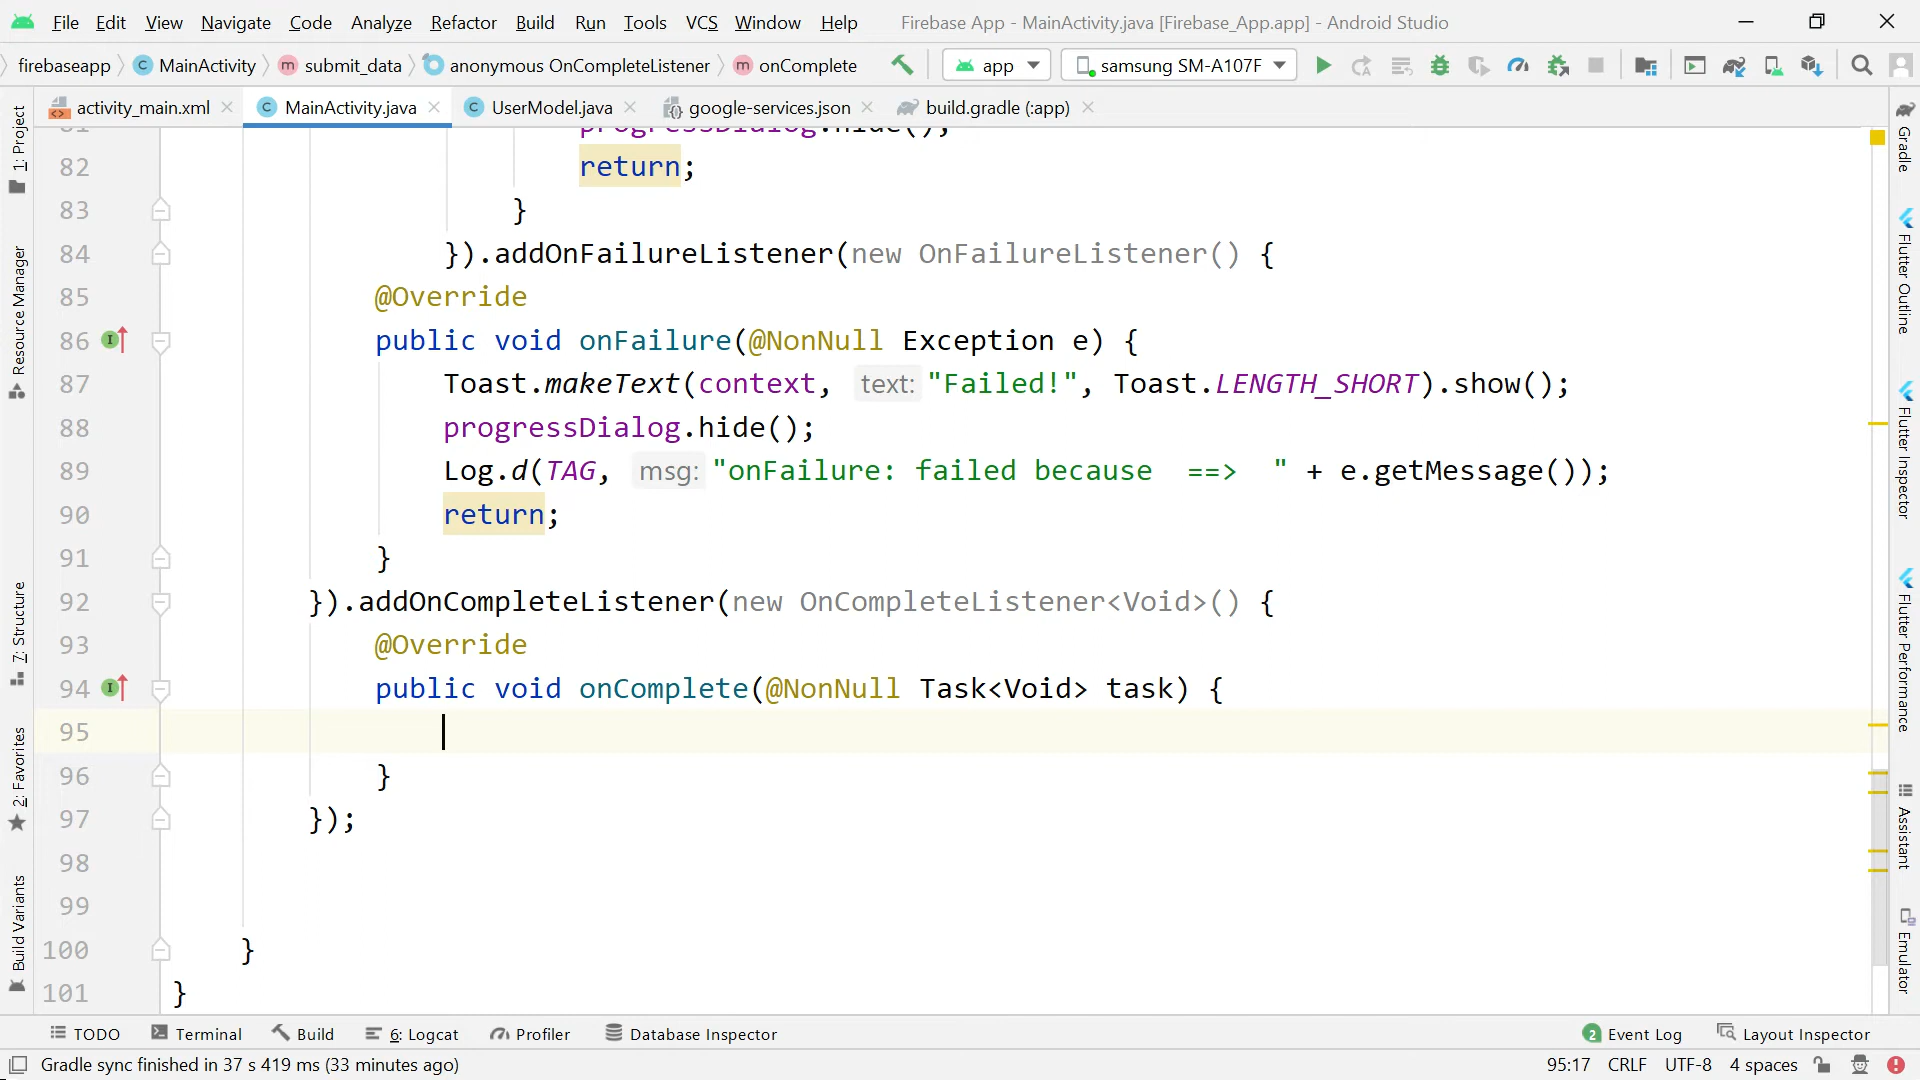 File Edit View Navigate Code Analyze Refactor Build Run Tools VCS Window Help Firebase App - MainActivity.java [Firebase_App.app] - Android Studio
firebaseapp MainActivity submit_data anonymous OnCompleteListener onComplete app samsung SM-A107F
activity_main.xml MainActivity.java UserModel.java google-services.json build.gradle (:app)
81 progressDialog.hide();
82 return;
83 }
84 }).addOnFailureListener(new OnFailureListener() {
85 @Override
86 public void onFailure(@NonNull Exception e) {
87 Toast.makeText(context, text: "Failed!", Toast.LENGTH_SHORT).show();
88 progressDialog.hide();
89 Log.d(TAG, msg: "onFailure: failed because  ==>  " + e.getMessage());
90 return;
91 }
92 }).addOnCompleteListener(new OnCompleteListener<Void>() {
93 @Override
94 public void onComplete(@NonNull Task<Void> task) {
95
96 }
97 });
98
99
100 }
101 }
1: Project
Resource Manager
7: Structure
2: Favorites
Build Variants
Gradle
Flutter Outline
Flutter Inspector
Flutter Performance
Assistant
Emulator
TODO Terminal Build 6: Logcat Profiler Database Inspector 2 Event Log Layout Inspector
Gradle sync finished in 37 s 419 ms (33 minutes ago) 95:17 CRLF UTF-8 4 spaces